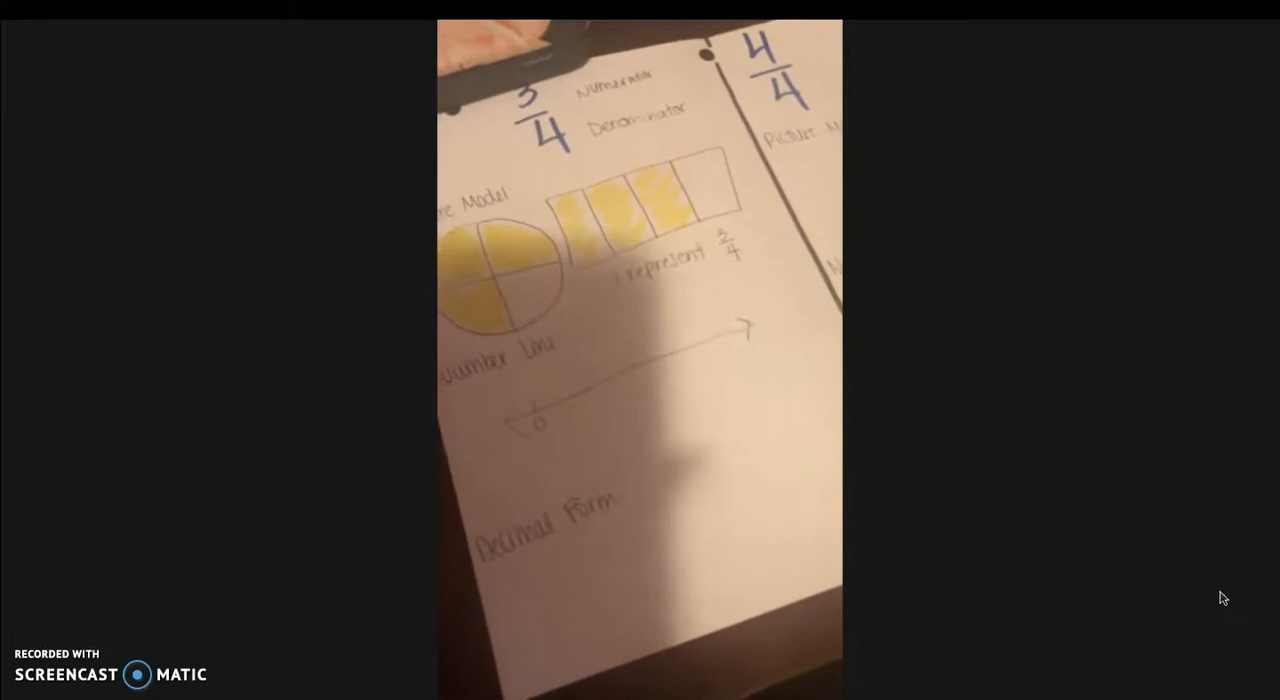 3
4
Numerator
Denominator
Model
represent 3/4
Number Line
0
Decimal Form
4
4
Picture
RECORDED WITH
SCREENCAST MATIC